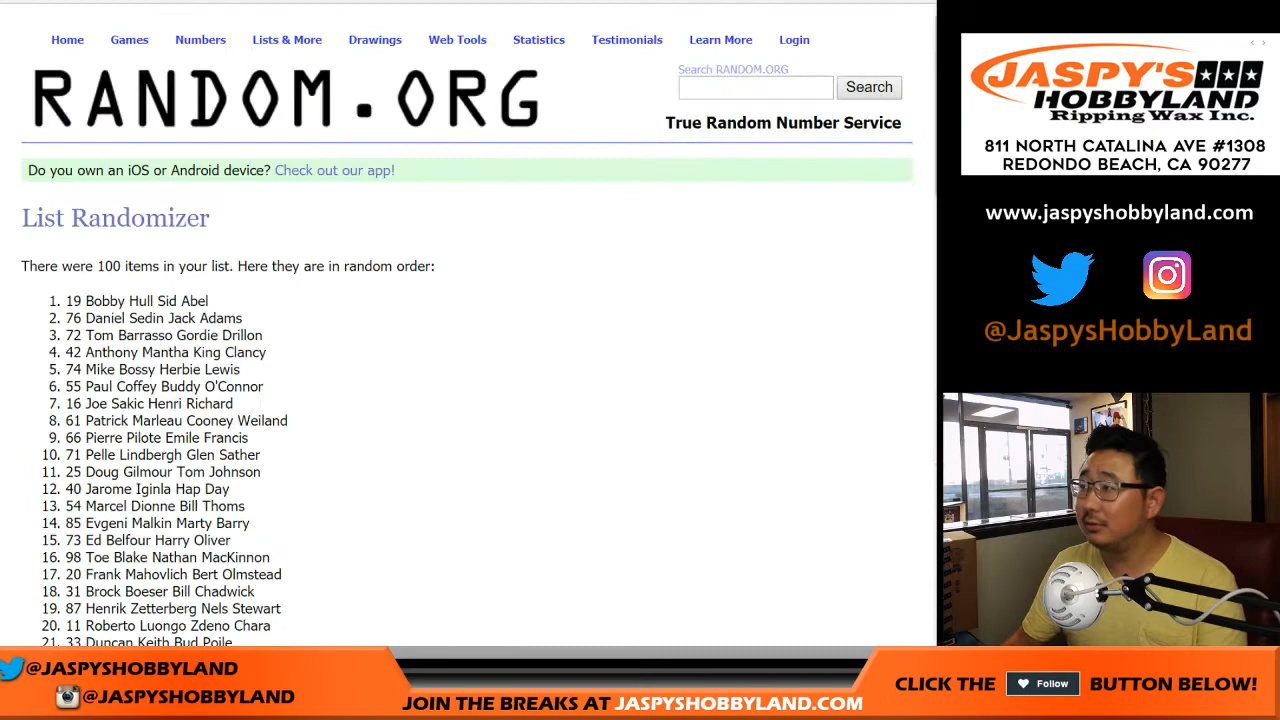 Home Games Numbers Lists & More Drawings Web Tools Statistics Testimonials Learn More Login
RANDOM.ORG
Search RANDOM.ORG
Search
True Random Number Service
Do you own an iOS or Android device? Check out our app!
List Randomizer
There were 100 items in your list. Here they are in random order:
1. 19 Bobby Hull Sid Abel
2. 76 Daniel Sedin Jack Adams
3. 72 Tom Barrasso Gordie Drillon
4. 42 Anthony Mantha King Clancy
5. 74 Mike Bossy Herbie Lewis
6. 55 Paul Coffey Buddy O'Connor
7. 16 Joe Sakic Henri Richard
8. 61 Patrick Marleau Cooney Weiland
9. 66 Pierre Pilote Emile Francis
10. 71 Pelle Lindbergh Glen Sather
11. 25 Doug Gilmour Tom Johnson
12. 40 Jarome Iginla Hap Day
13. 54 Marcel Dionne Bill Thoms
14. 85 Evgeni Malkin Marty Barry
15. 73 Ed Belfour Harry Oliver
16. 98 Toe Blake Nathan MacKinnon
17. 20 Frank Mahovlich Bert Olmstead
18. 31 Brock Boeser Bill Chadwick
19. 87 Henrik Zetterberg Nels Stewart
20. 11 Roberto Luongo Zdeno Chara
21. 33 Duncan Keith Bud Poile
JASPY'S
HOBBYLAND
Ripping Wax Inc.
811 NORTH CATALINA AVE #1308
REDONDO BEACH, CA 90277
www.jaspyshobbyland.com
@JaspysHobbyLand
@JASPYSHOBBYLAND
@JASPYSHOBBYLAND
JOIN THE BREAKS AT JASPYSHOBBYLAND.COM
CLICK THE Follow BUTTON BELOW!